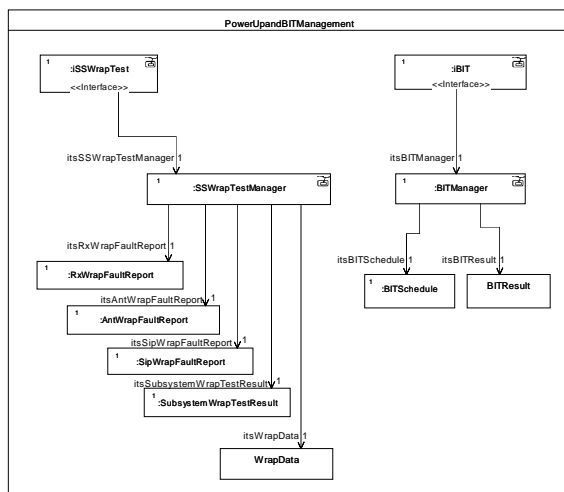 PowerUpandBITManagement
1 :iSSWrapTest
<<Interface>>
1 :iBIT
<<Interface>>
itsSSWrapTestManager 1
itsBITManager 1
1 :SSWrapTestManager
1 :BITManager
itsRxWrapFaultReport 1
itsBITSchedule 1
itsBITResult 1
1 :RxWrapFaultReport
1 :BITSchedule
BITResult
itsAntWrapFaultReport 1
1 :AntWrapFaultReport
itsSipWrapFaultReport 1
1 :SipWrapFaultReport
itsSubsystemWrapTestResult 1
1 :SubsystemWrapTestResult
itsWrapData 1
WrapData